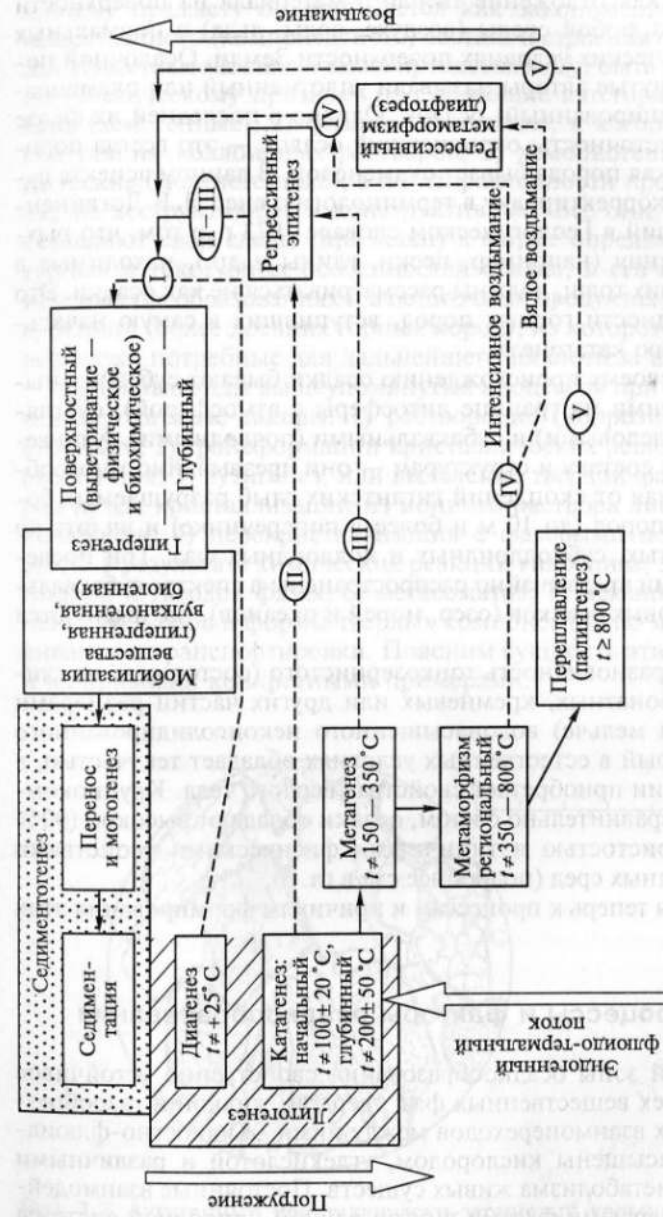 Седиментогенез
Седимен-
тация
Перенос
и литогенез
Мобилизация
вещества
(гипергенная,
вулканогенная,
биогенная)
Гипергенез
Поверхностный
(выветривание —
физическое
и биохимическое)
Глубинный
I
II—III
Воздымание
Литогенез
Погружение
Диагенез
t≠+25°C
Катагенез:
начальный
t≠100±20°C,
глубинный
t≠200±50°C
II
Регрессивный
эпигенез
Метагенез
t≠150—350°C
III
Регрессивный
метаморфизм
(диафторез)
IV
Метаморфизм
региональный
t≠350—800°C
IV
Интенсивное воздымание
Вялое воздымание
V
Перитплавление
(палингенез)
t≥800°C
V
Эндогенный
флюидо-термальный
поток